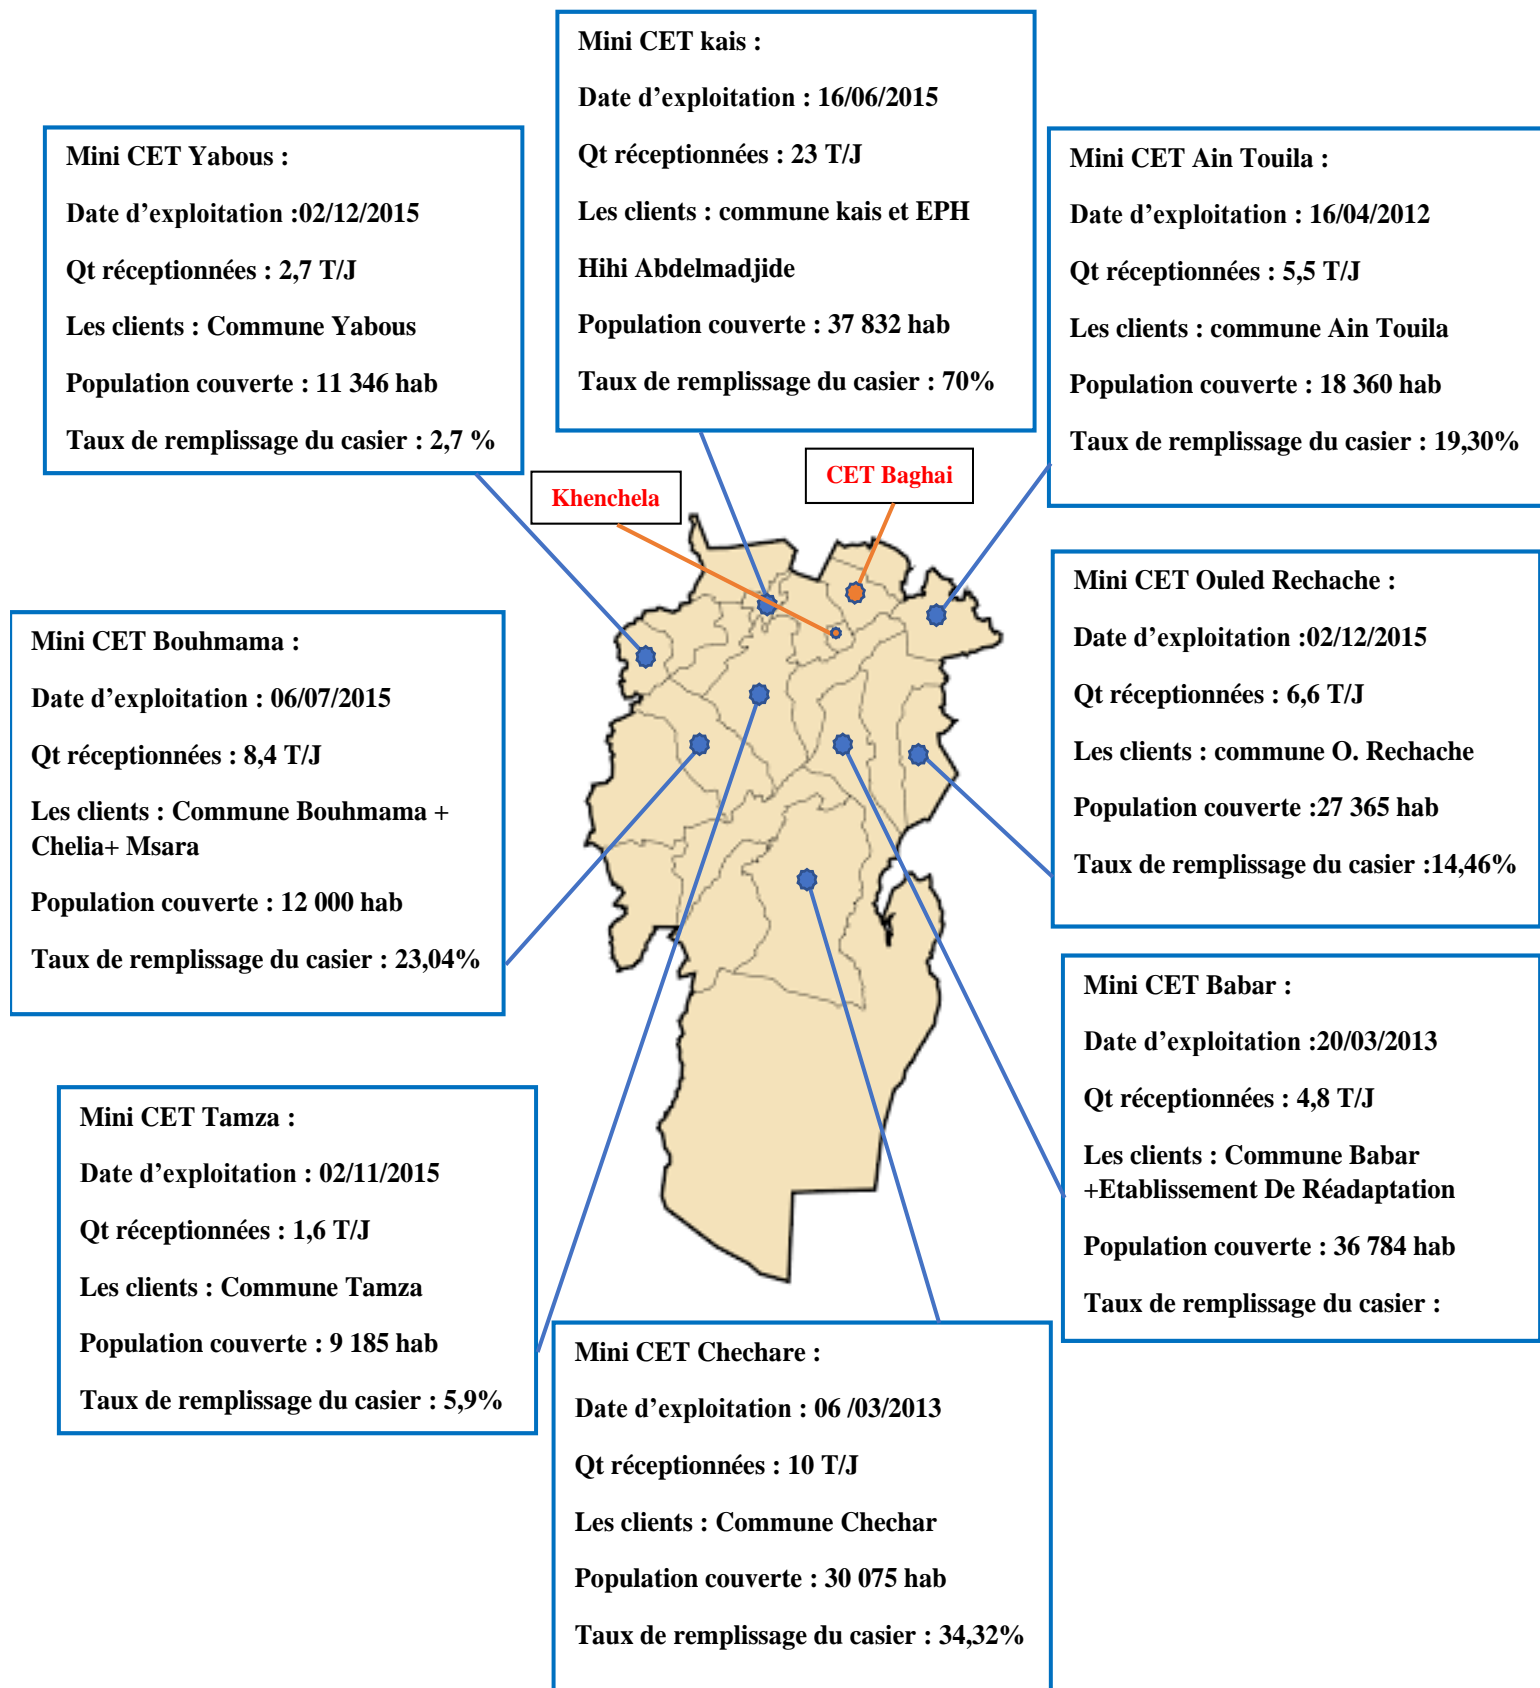 Mini CET kais :
Date d’exploitation : 16/06/2015
Qt réceptionnées : 23 T/J
Les clients : commune kais et EPH
Hihi Abdelmadjide
Population couverte : 37 832 hab
Taux de remplissage du casier : 70%
Mini CET Yabous :
Date d’exploitation :02/12/2015
Qt réceptionnées : 2,7 T/J
Les clients : Commune Yabous
Population couverte : 11 346 hab
Taux de remplissage du casier : 2,7 %
Mini CET Ain Touila :
Date d’exploitation : 16/04/2012
Qt réceptionnées : 5,5 T/J
Les clients : commune Ain Touila
Population couverte : 18 360 hab
Taux de remplissage du casier : 19,30%
Khenchela
CET Baghai
Mini CET Ouled Rechache :
Date d’exploitation :02/12/2015
Qt réceptionnées : 6,6 T/J
Les clients : commune O. Rechache
Population couverte :27 365 hab
Taux de remplissage du casier :14,46%
Mini CET Bouhmama :
Date d’exploitation : 06/07/2015
Qt réceptionnées : 8,4 T/J
Les clients : Commune Bouhmama +
Chelia+ Msara
Population couverte : 12 000 hab
Taux de remplissage du casier : 23,04%
Mini CET Babar :
Date d’exploitation :20/03/2013
Qt réceptionnées : 4,8 T/J
Les clients : Commune Babar
+Etablissement De Réadaptation
Population couverte : 36 784 hab
Taux de remplissage du casier :
Mini CET Tamza :
Date d’exploitation : 02/11/2015
Qt réceptionnées : 1,6 T/J
Les clients : Commune Tamza
Population couverte : 9 185 hab
Taux de remplissage du casier : 5,9%
Mini CET Chechare :
Date d’exploitation : 06 /03/2013
Qt réceptionnées : 10 T/J
Les clients : Commune Chechar
Population couverte : 30 075 hab
Taux de remplissage du casier : 34,32%